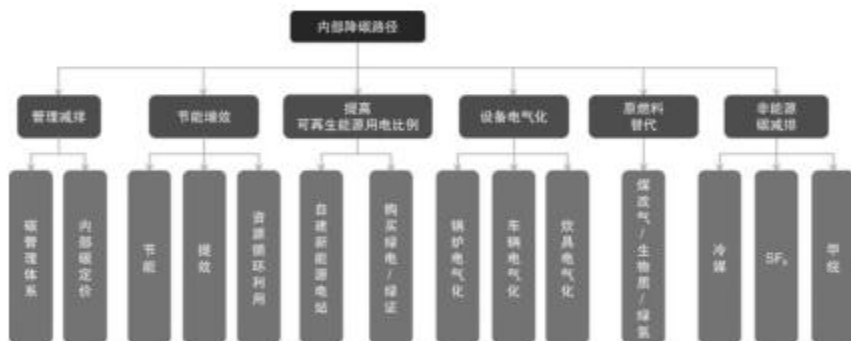 内部降碳路径
管理减排
节能增效
提高
可再生能源用电比例
设备电气化
原燃料
替代
非能源
碳减排
碳管理体系
内部碳定价
节能
提效
资源循环利用
自建新能源电站
购买绿电/绿证
锅炉电气化
车辆电气化
炊具电气化
煤改气/生物质/绿氢
冷媒
SF₆
甲烷